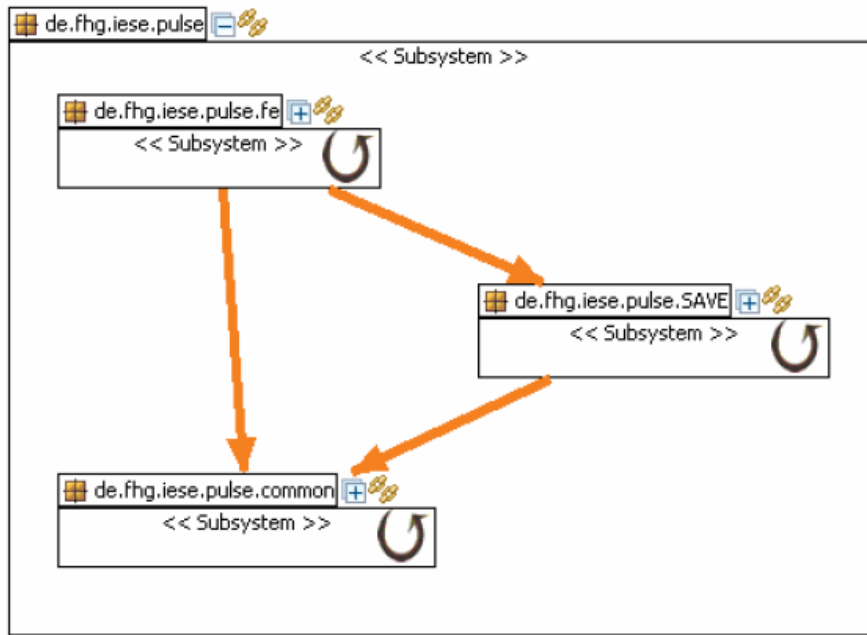 de.fhg.iese.pulse
<< Subsystem >>
de.fhg.iese.pulse.fe
<< Subsystem >>
de.fhg.iese.pulse.SAVE
<< Subsystem >>
de.fhg.iese.pulse.common
<< Subsystem >>